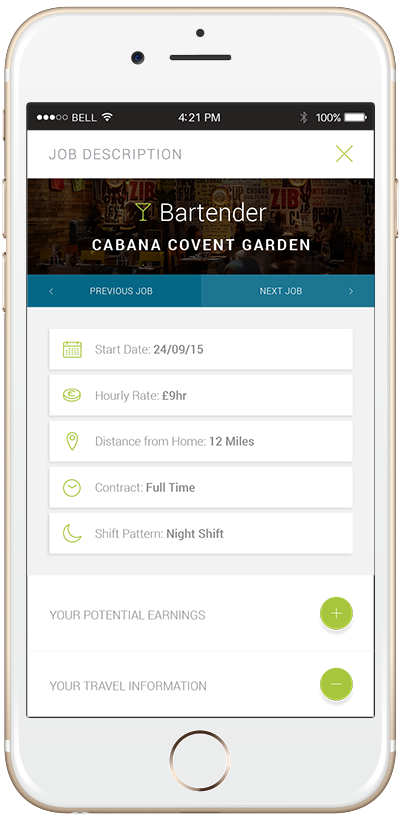 BELL 4:21 PM 100%
JOB DESCRIPTION
Bartender
CABANA COVENT GARDEN
PREVIOUS JOB NEXT JOB
Start Date: 24/09/15
Hourly Rate: £9hr
Distance from Home: 12 Miles
Contract: Full Time
Shift Pattern: Night Shift
YOUR POTENTIAL EARNINGS
YOUR TRAVEL INFORMATION